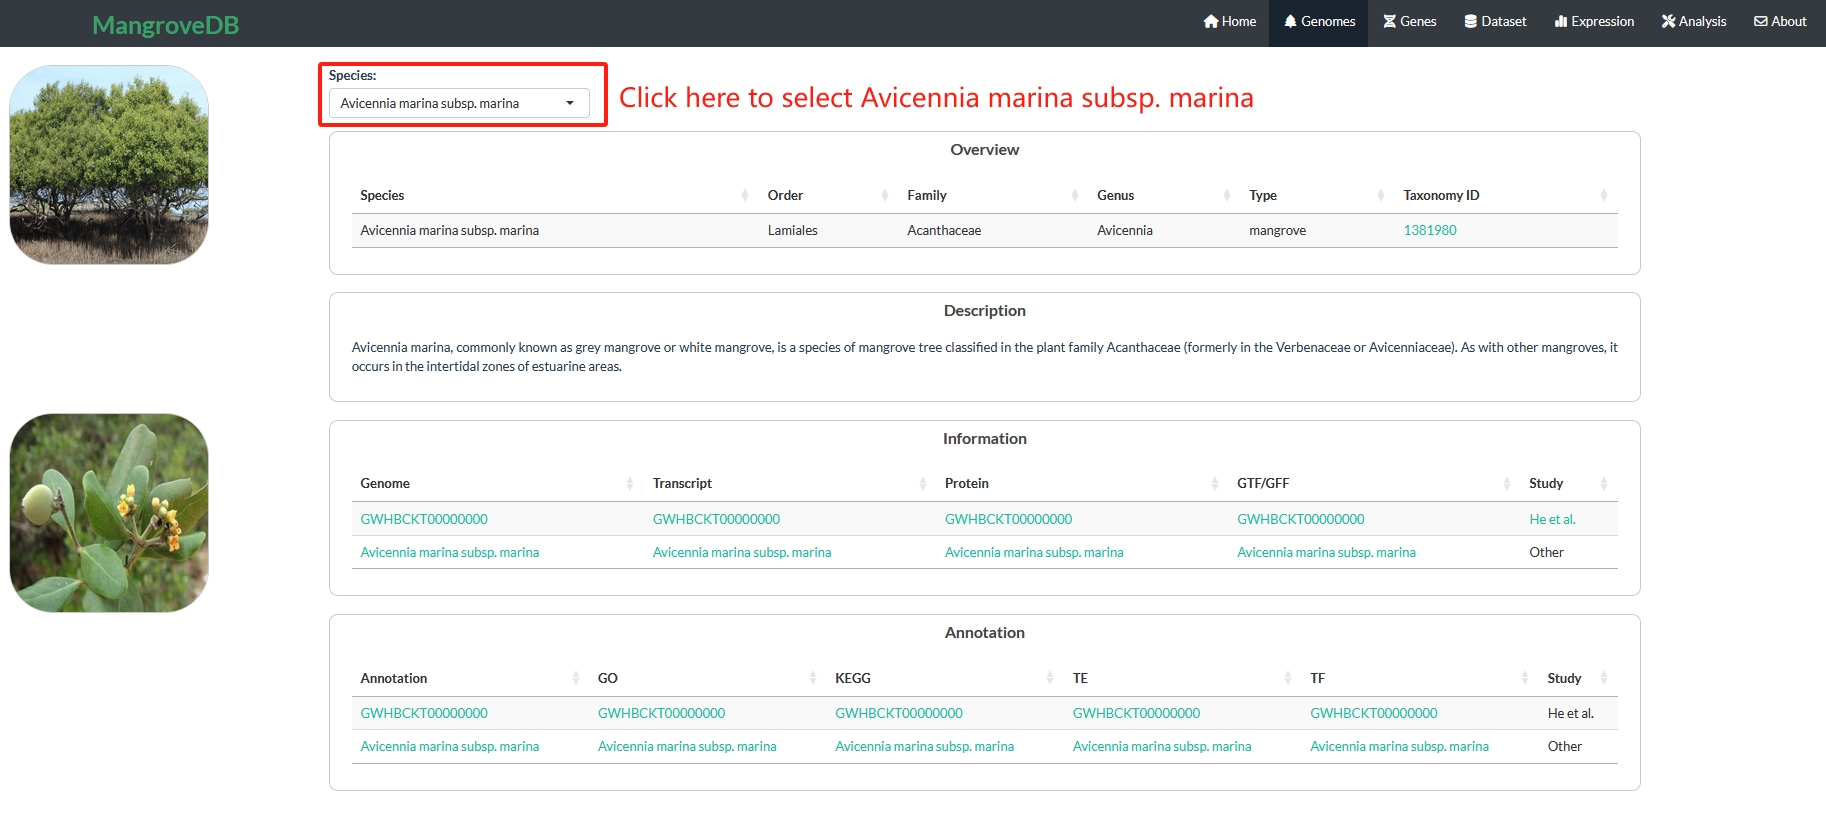 MangroveDB Home Genomes Genes Dataset Expression Analysis About
Species:
Avicennia marina subsp. marina
Click here to select Avicennia marina subsp. marina
Overview
Species Order Family Genus Type Taxonomy ID
Avicennia marina subsp. marina Lamiales Acanthaceae Avicennia mangrove 1381980
Description
Avicennia marina, commonly known as grey mangrove or white mangrove, is a species of mangrove tree classified in the plant family Acanthaceae (formerly in the Verbenaceae or Avicenniaceae). As with other mangroves, it
occurs in the intertidal zones of estuarine areas.
Information
Genome Transcript Protein GTF/GFF Study
GWHBCKT00000000 GWHBCKT00000000 GWHBCKT00000000 GWHBCKT00000000 He et al.
Avicennia marina subsp. marina Avicennia marina subsp. marina Avicennia marina subsp. marina Avicennia marina subsp. marina Other
Annotation
Annotation GO KEGG TE TF Study
GWHBCKT00000000 GWHBCKT00000000 GWHBCKT00000000 GWHBCKT00000000 GWHBCKT00000000 He et al.
Avicennia marina subsp. marina Avicennia marina subsp. marina Avicennia marina subsp. marina Avicennia marina subsp. marina Avicennia marina subsp. marina Other